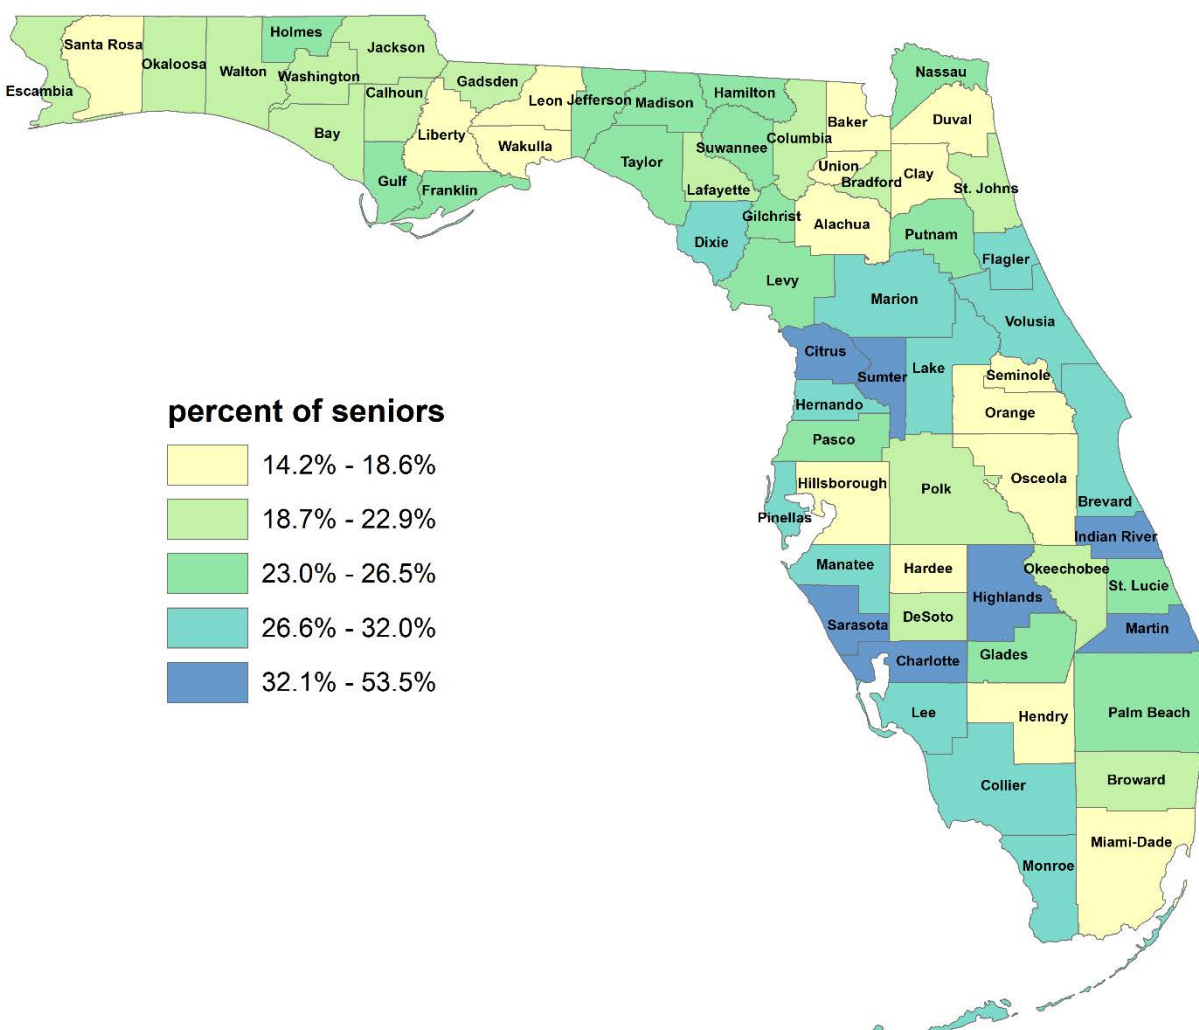 Holmes
Santa Rosa
Jackson
Okaloosa
Walton
Washington
Escambia
Calhoun
Gadsden
Bay
Liberty
Leon
Wakulla
Gulf
Franklin
Jefferson
Madison
Hamilton
Taylor
Suwannee
Lafayette
Columbia
Baker
Nassau
Duval
Union
Bradford
Clay
St. Johns
Gilchrist
Alachua
Putnam
Dixie
Flagler
Levy
Marion
Volusia
Citrus
Sumter
Lake
Seminole
Hernando
Orange
Pasco
Hillsborough
Polk
Osceola
Brevard
Pinellas
Indian River
Manatee
Hardee
Highlands
Okeechobee
St. Lucie
Sarasota
DeSoto
Martin
Charlotte
Glades
Lee
Hendry
Palm Beach
Collier
Broward
Miami-Dade
Monroe
percent of seniors
14.2% - 18.6%
18.7% - 22.9%
23.0% - 26.5%
26.6% - 32.0%
32.1% - 53.5%